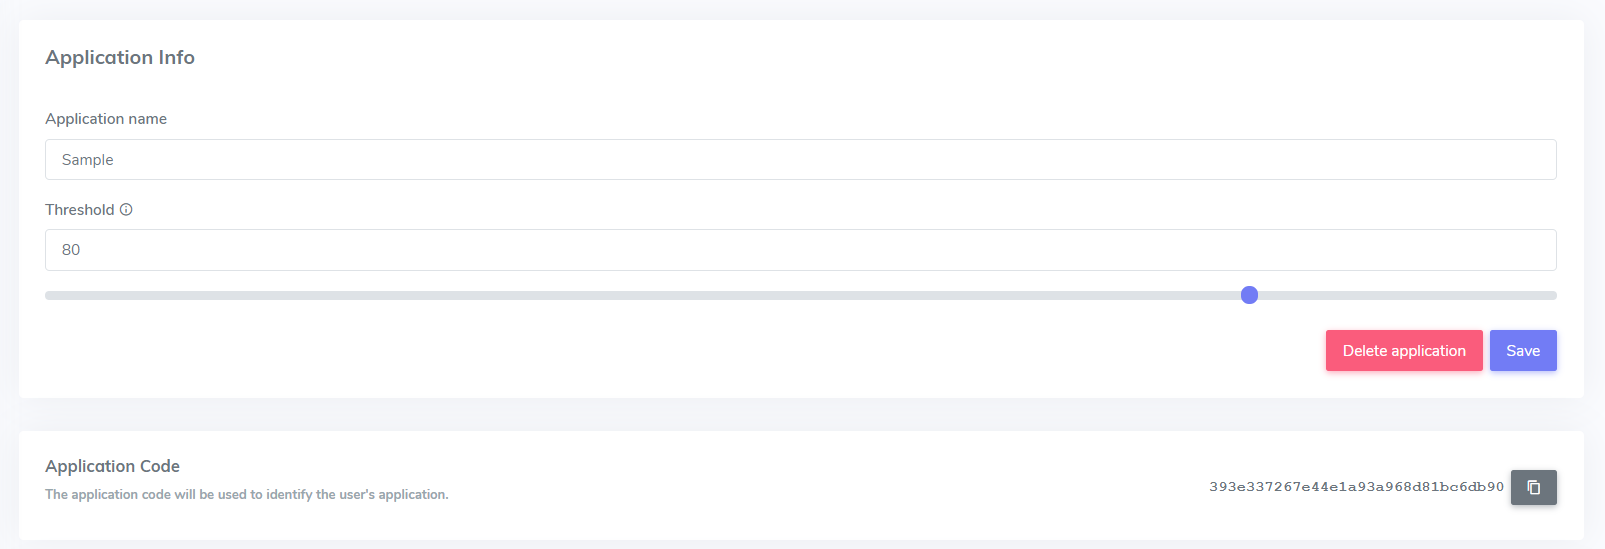 Application Info
Application name
Sample
Threshold
80
Delete application
Save
Application Code
The application code will be used to identify the user's application.
393e337267e44e1a93a968d81bc6db90